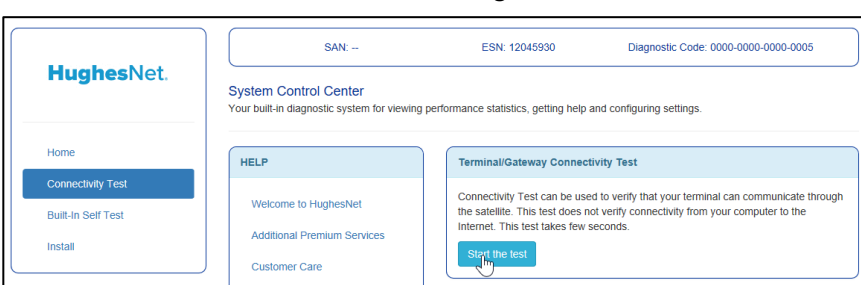 SAN: --
ESN: 12045930
Diagnostic Code: 0000-0000-0000-0005
HughesNet.
System Control Center
Your built-in diagnostic system for viewing performance statistics, getting help and configuring settings.
Home
Connectivity Test
Built-In Self Test
Install
HELP
Welcome to HughesNet
Additional Premium Services
Customer Care
Terminal/Gateway Connectivity Test
Connectivity Test can be used to verify that your terminal can communicate through
the satellite. This test does not verify connectivity from your computer to the
Internet. This test takes few seconds.
Start the test